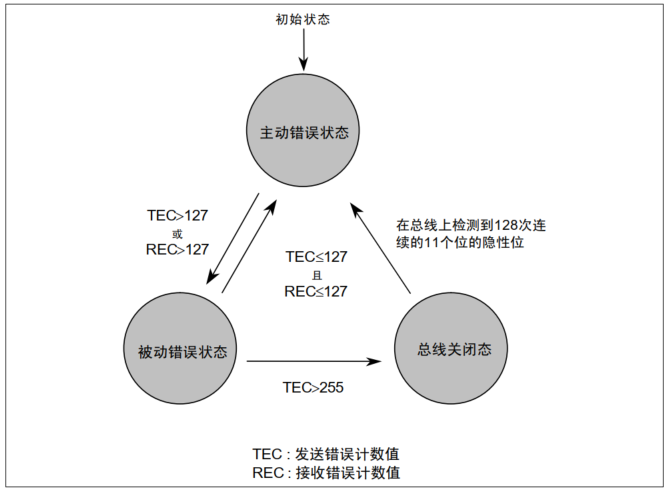 初始状态
主动错误状态
TEC>127
或
REC>127
TEC≤127
且
REC≤127
在总线上检测到128次连
续的11个位的隐性位
被动错误状态
总线关闭态
TEC>255
TEC : 发送错误计数值
REC : 接收错误计数值